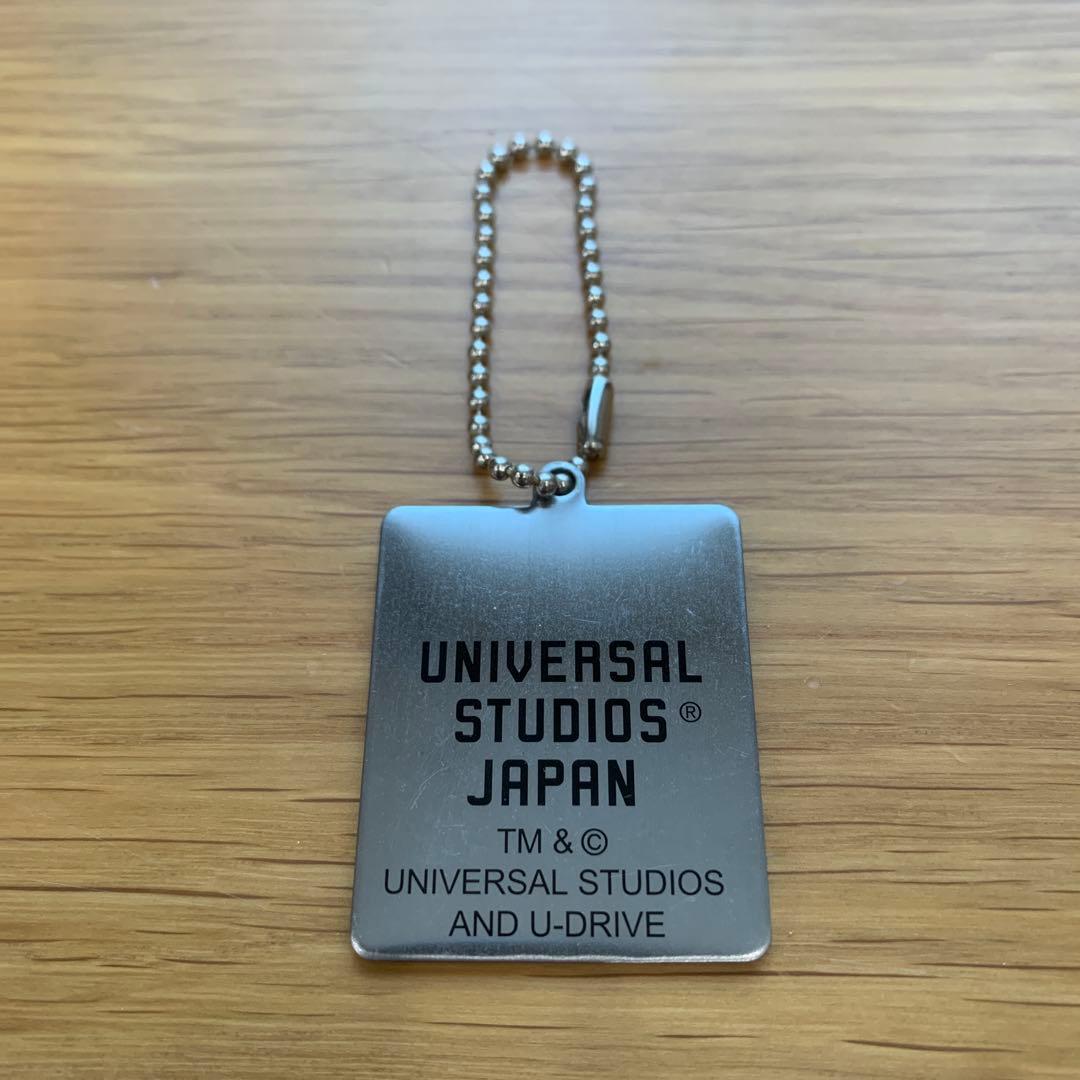 UNIVERSAL
STUDIOS®
JAPAN
TM & ©
UNIVERSAL STUDIOS
AND U-DRIVE